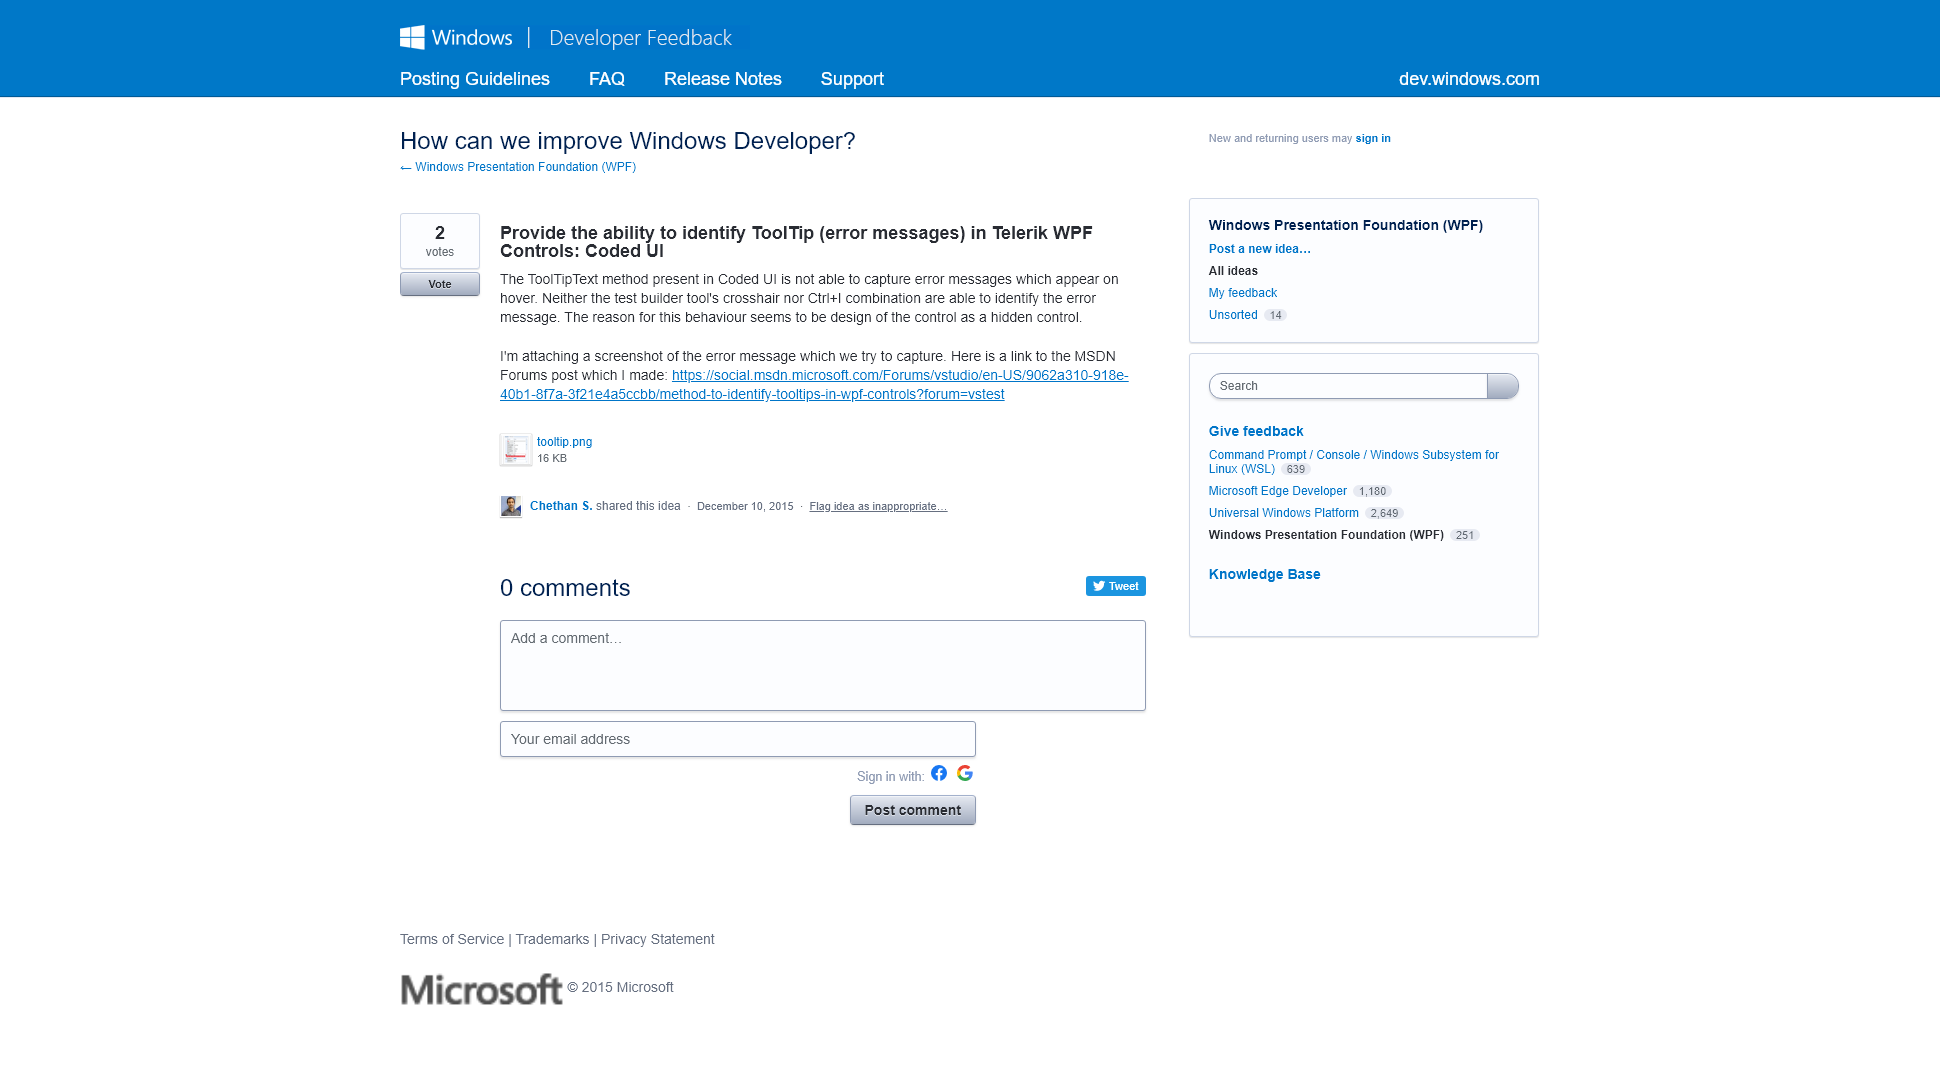 Windows | Developer Feedback
Posting Guidelines FAQ Release Notes Support dev.windows.com
How can we improve Windows Developer?
← Windows Presentation Foundation (WPF)
New and returning users may sign in
2
votes
Vote
Provide the ability to identify ToolTip (error messages) in Telerik WPF
Controls: Coded UI
The ToolTipText method present in Coded UI is not able to capture error messages which appear on
hover. Neither the test builder tool's crosshair nor Ctrl+I combination are able to identify the error
message. The reason for this behaviour seems to be design of the control as a hidden control.
I'm attaching a screenshot of the error message which we try to capture. Here is a link to the MSDN
Forums post which I made: https://social.msdn.microsoft.com/Forums/vstudio/en-US/9062a310-918e-
40b1-8f7a-3f21e4a5ccbb/method-to-identify-tooltips-in-wpf-controls?forum=vstest
tooltip.png
16 KB
Chethan S. shared this idea · December 10, 2015 · Flag idea as inappropriate…
0 comments
Tweet
Add a comment…
Your email address
Sign in with:
Post comment
Windows Presentation Foundation (WPF)
Post a new idea…
All ideas
My feedback
Unsorted 14
Search
Give feedback
Command Prompt / Console / Windows Subsystem for
Linux (WSL) 639
Microsoft Edge Developer 1,180
Universal Windows Platform 2,649
Windows Presentation Foundation (WPF) 251
Knowledge Base
Terms of Service | Trademarks | Privacy Statement
Microsoft © 2015 Microsoft